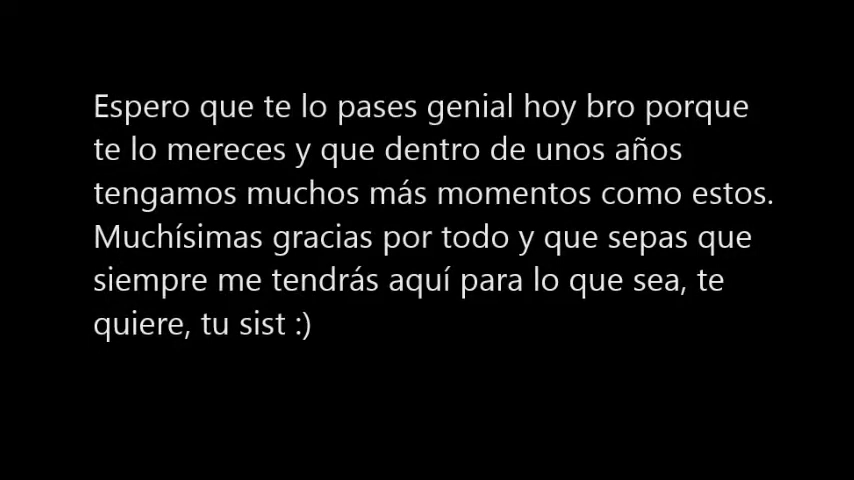 Espero que te lo pases genial hoy bro porque
te lo mereces y que dentro de unos años
tengamos muchos más momentos como estos.
Muchísimas gracias por todo y que sepas que
siempre me tendrás aquí para lo que sea, te
quiere, tu sist :)